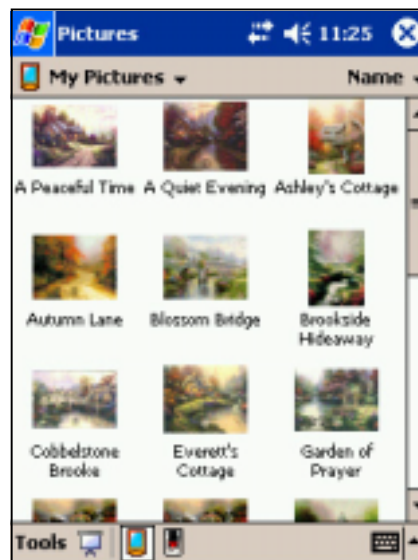 Pictures 11:25
My Pictures Name
A Peaceful Time A Quiet Evening Ashley's Cottage
Autumn Lane Blossom Bridge Brookside
Hideaway
Cobbelstone Everett's Garden of
Brooke Cottage Prayer
Tools